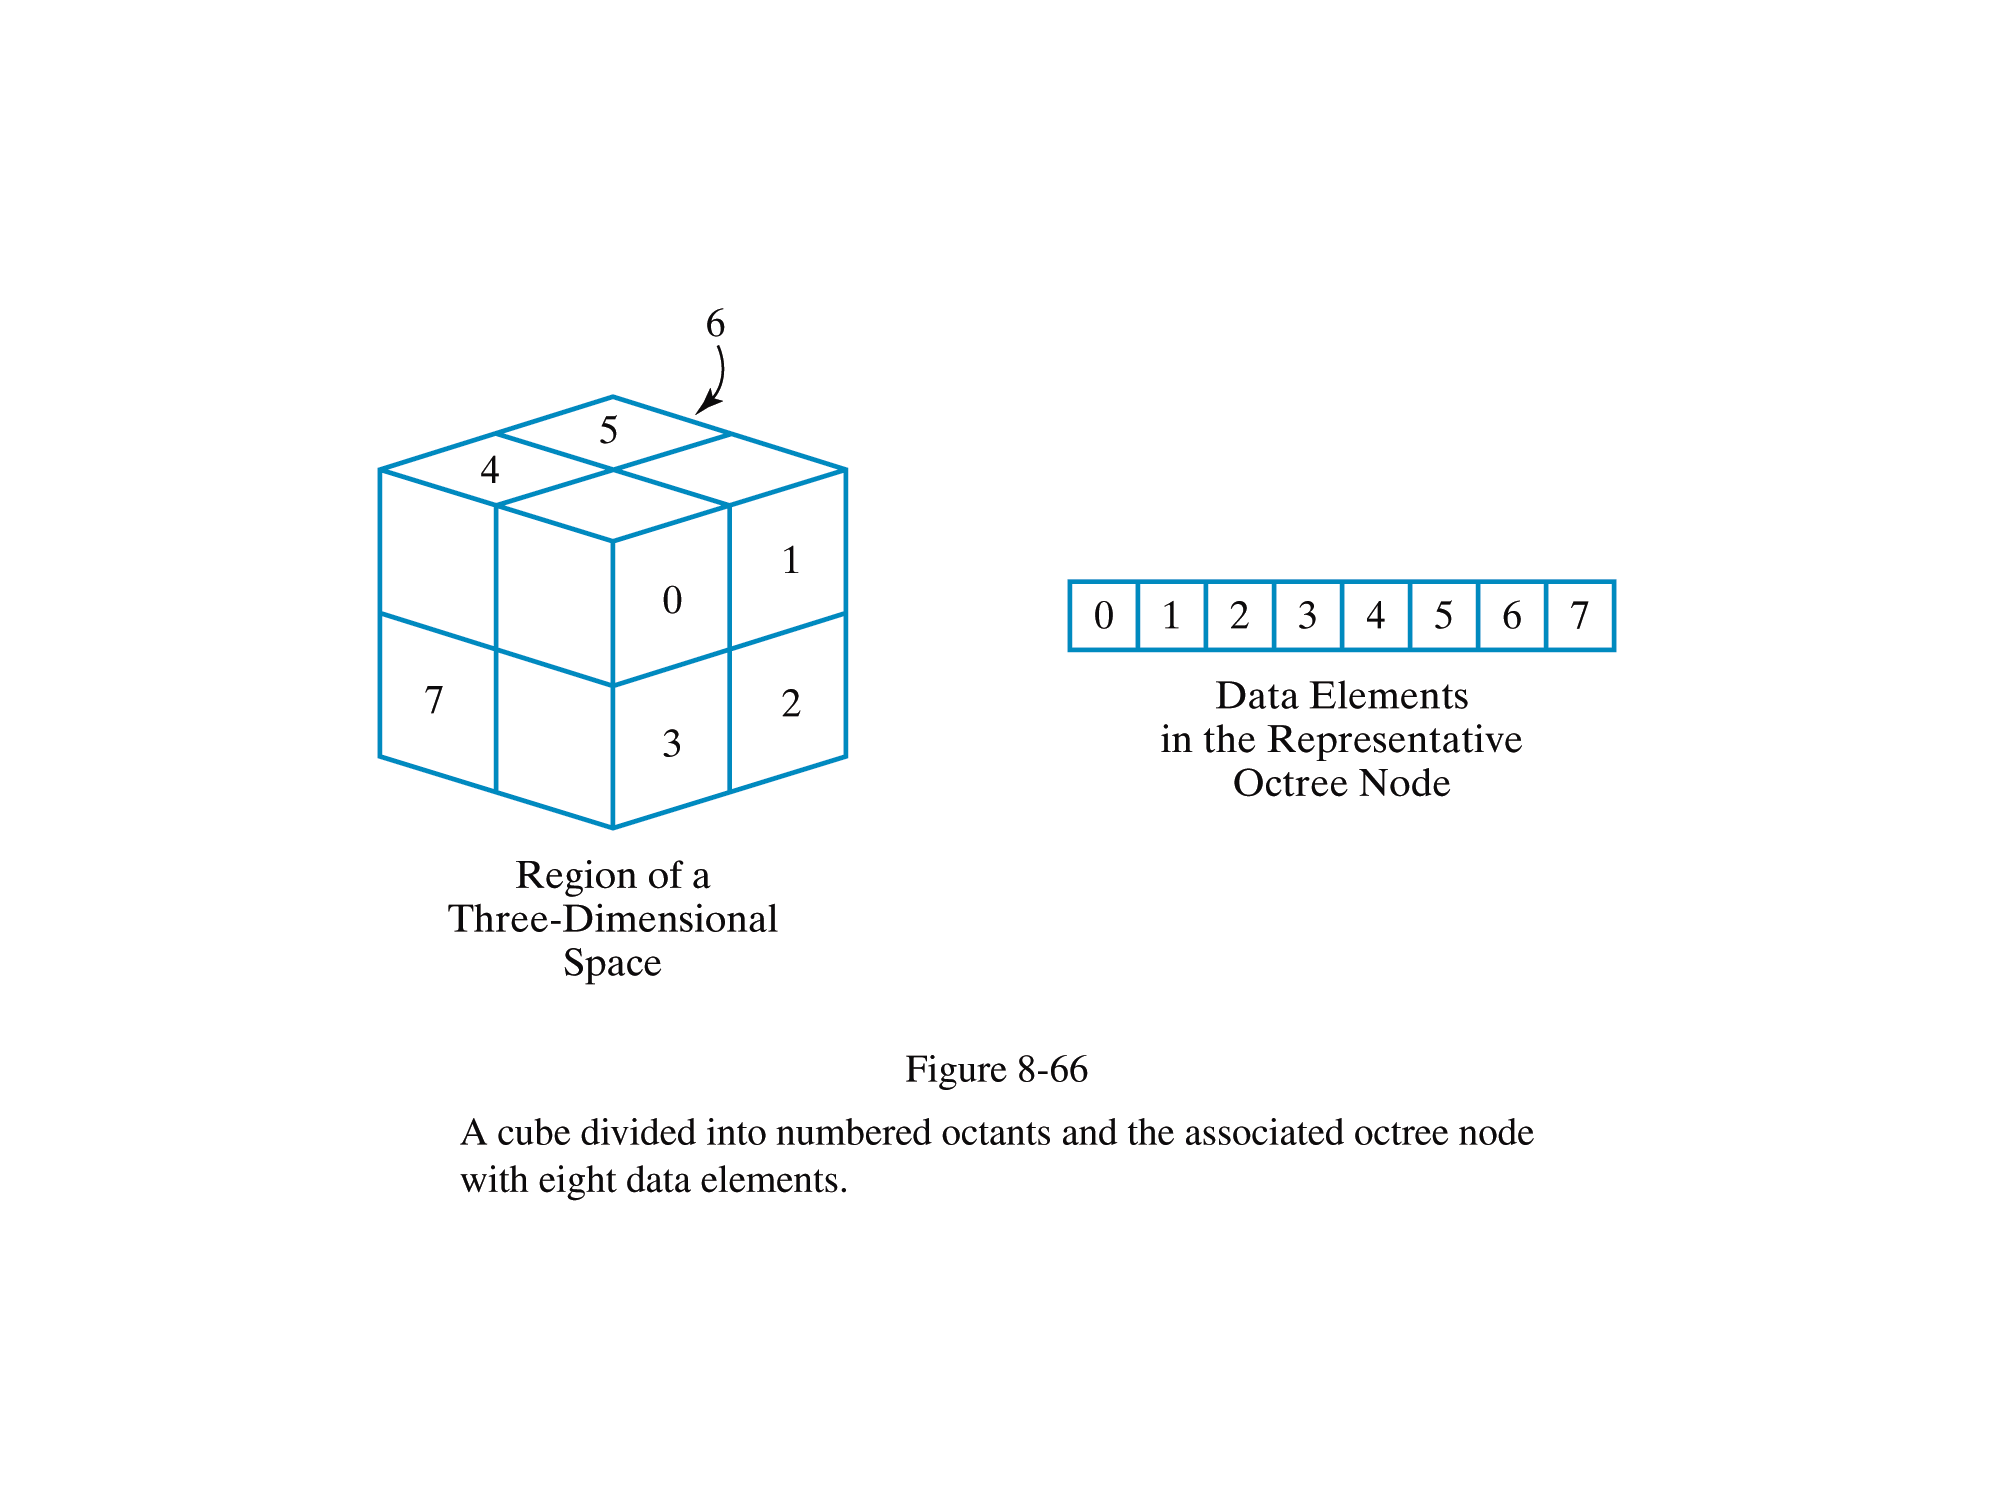 6
5
4
1
0
7
2
3
0 1 2 3 4 5 6 7
Data Elements
in the Representative
Octree Node
Region of a
Three-Dimensional
Space
Figure 8-66
A cube divided into numbered octants and the associated octree node
with eight data elements.